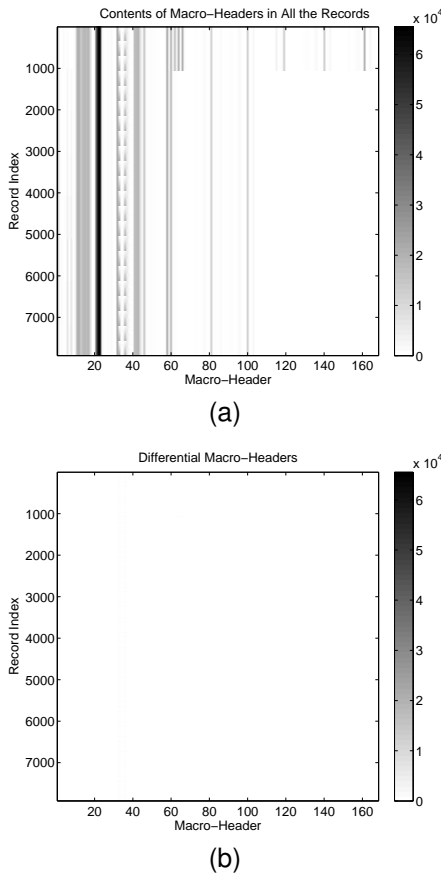 Contents of Macro−Headers in All the Records
x 10^4
Record Index
1000
2000
3000
4000
5000
6000
7000
20 40 60 80 100 120 140 160
Macro−Header
6
5
4
3
2
1
0
(a)
Differential Macro−Headers
x 10^4
Record Index
1000
2000
3000
4000
5000
6000
7000
20 40 60 80 100 120 140 160
Macro−Header
6
5
4
3
2
1
0
(b)